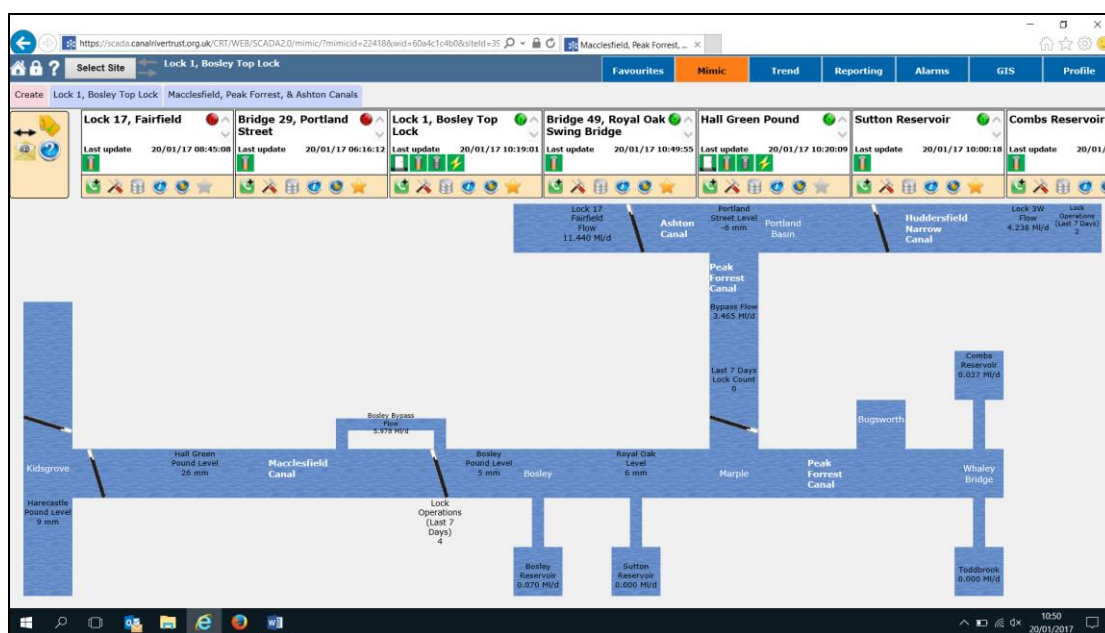 https://scada.canalrivertrust.org.uk/CRT/WEB/SCADA2.0/mimic/?mimicid=22418&wid=60a4c1c4b0&siteId=35
Macclesfield, Peak Forrest, ...
Select Site
Lock 1, Bosley Top Lock
Favourites
Mimic
Trend
Reporting
Alarms
GIS
Profile
Create
Lock 1, Bosley Top Lock
Macclesfield, Peak Forrest, & Ashton Canals
Lock 17, Fairfield
Last update 20/01/17 08:45:08
Bridge 29, Portland
Street
Last update 20/01/17 06:16:12
Lock 1, Bosley Top
Lock
Last update 20/01/17 10:19:01
Bridge 49,
Royal Oak
Swing Bridge
Last update 20/01/17 10:49:55
Hall Green Pound
Last update 20/01/17 10:20:09
Sutton Reservoir
Last update 20/01/17 10:00:18
Combs Reservoir
Last update 20/01/
Lock 17
Fairfield
Flow
11.440 Ml/d
Ashton
Canal
Portland
Street Level
-6 mm
Portland
Basin
Huddersfield
Narrow
Canal
Lock 3W
Flow
4.238 Ml/d
Lock
Operations
(Last 7 Days)
2
Peak
Forrest
Canal
Bypass Flow
3.465 Ml/d
Last 7 Days
Lock Count
0
Combs
Reservoir
0.027 Ml/d
Bosley Bypass
Flow
5.978 Ml/d
Bugsworth
Kidsgrove
Hall Green
Pound Level
26 mm
Macclesfield
Canal
Bosley
Pound Level
5 mm
Bosley
Royal Oak
Level
6 mm
Marple
Peak
Forrest
Canal
Whaley
Bridge
Harecastle
Pound Level
9 mm
Lock
Operations
(Last 7
Days)
4
Bosley
Reservoir
0.070 Ml/d
Sutton
Reservoir
0.000 Ml/d
Toddbrook
0.000 Ml/d
10:50
20/01/2017